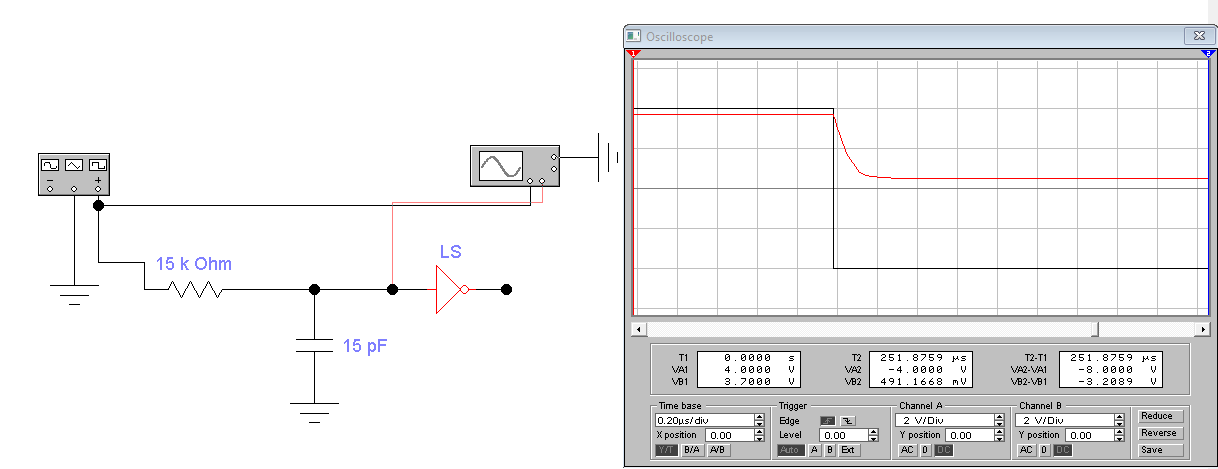 Oscilloscope
1
2
− +
LS
15 k Ohm
15 pF
T1 0.0000 s T2 251.8759 µs T2-T1 251.8759 µs
VA1 4.0000 V VA2 -4.0000 V VA2-VA1 -8.0000 V
VB1 3.7000 V VB2 491.1668 mV VB2-VB1 -3.2089 V
Time base Trigger Channel A Channel B
0.20µs/div Edge 2 V/Div 2 V/Div Reduce
X position 0.00 Level 0.00 Y position 0.00 Y position 0.00 Reverse
Y/T B/A A/B Auto A B Ext AC 0 DC AC 0 DC Save